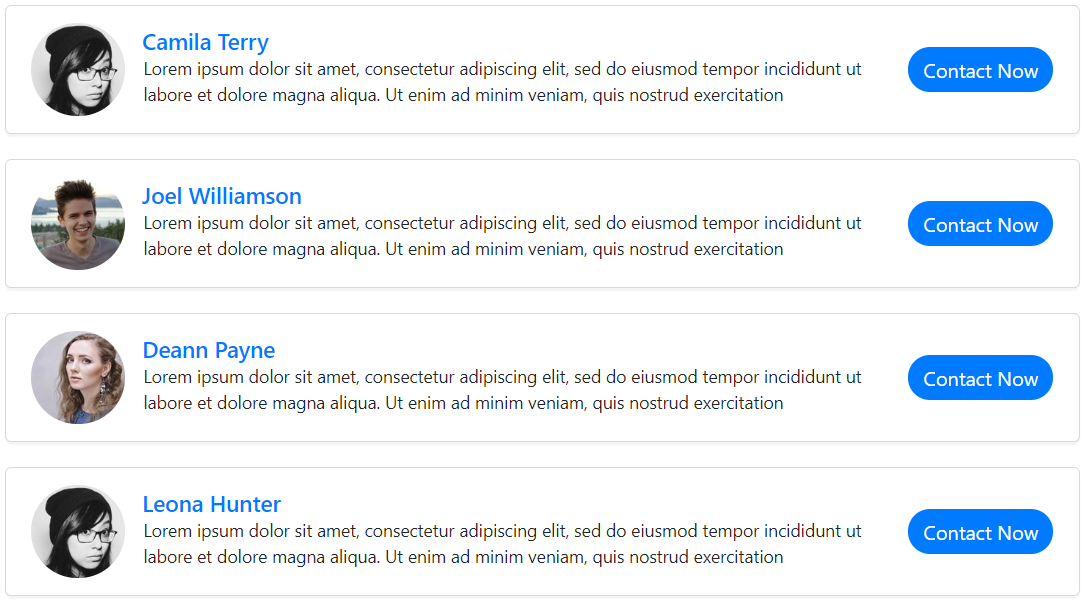 Camila Terry
Lorem ipsum dolor sit amet, consectetur adipiscing elit, sed do eiusmod tempor incididunt ut
labore et dolore magna aliqua. Ut enim ad minim veniam, quis nostrud exercitation
Contact Now
Joel Williamson
Lorem ipsum dolor sit amet, consectetur adipiscing elit, sed do eiusmod tempor incididunt ut
labore et dolore magna aliqua. Ut enim ad minim veniam, quis nostrud exercitation
Contact Now
Deann Payne
Lorem ipsum dolor sit amet, consectetur adipiscing elit, sed do eiusmod tempor incididunt ut
labore et dolore magna aliqua. Ut enim ad minim veniam, quis nostrud exercitation
Contact Now
Leona Hunter
Lorem ipsum dolor sit amet, consectetur adipiscing elit, sed do eiusmod tempor incididunt ut
labore et dolore magna aliqua. Ut enim ad minim veniam, quis nostrud exercitation
Contact Now